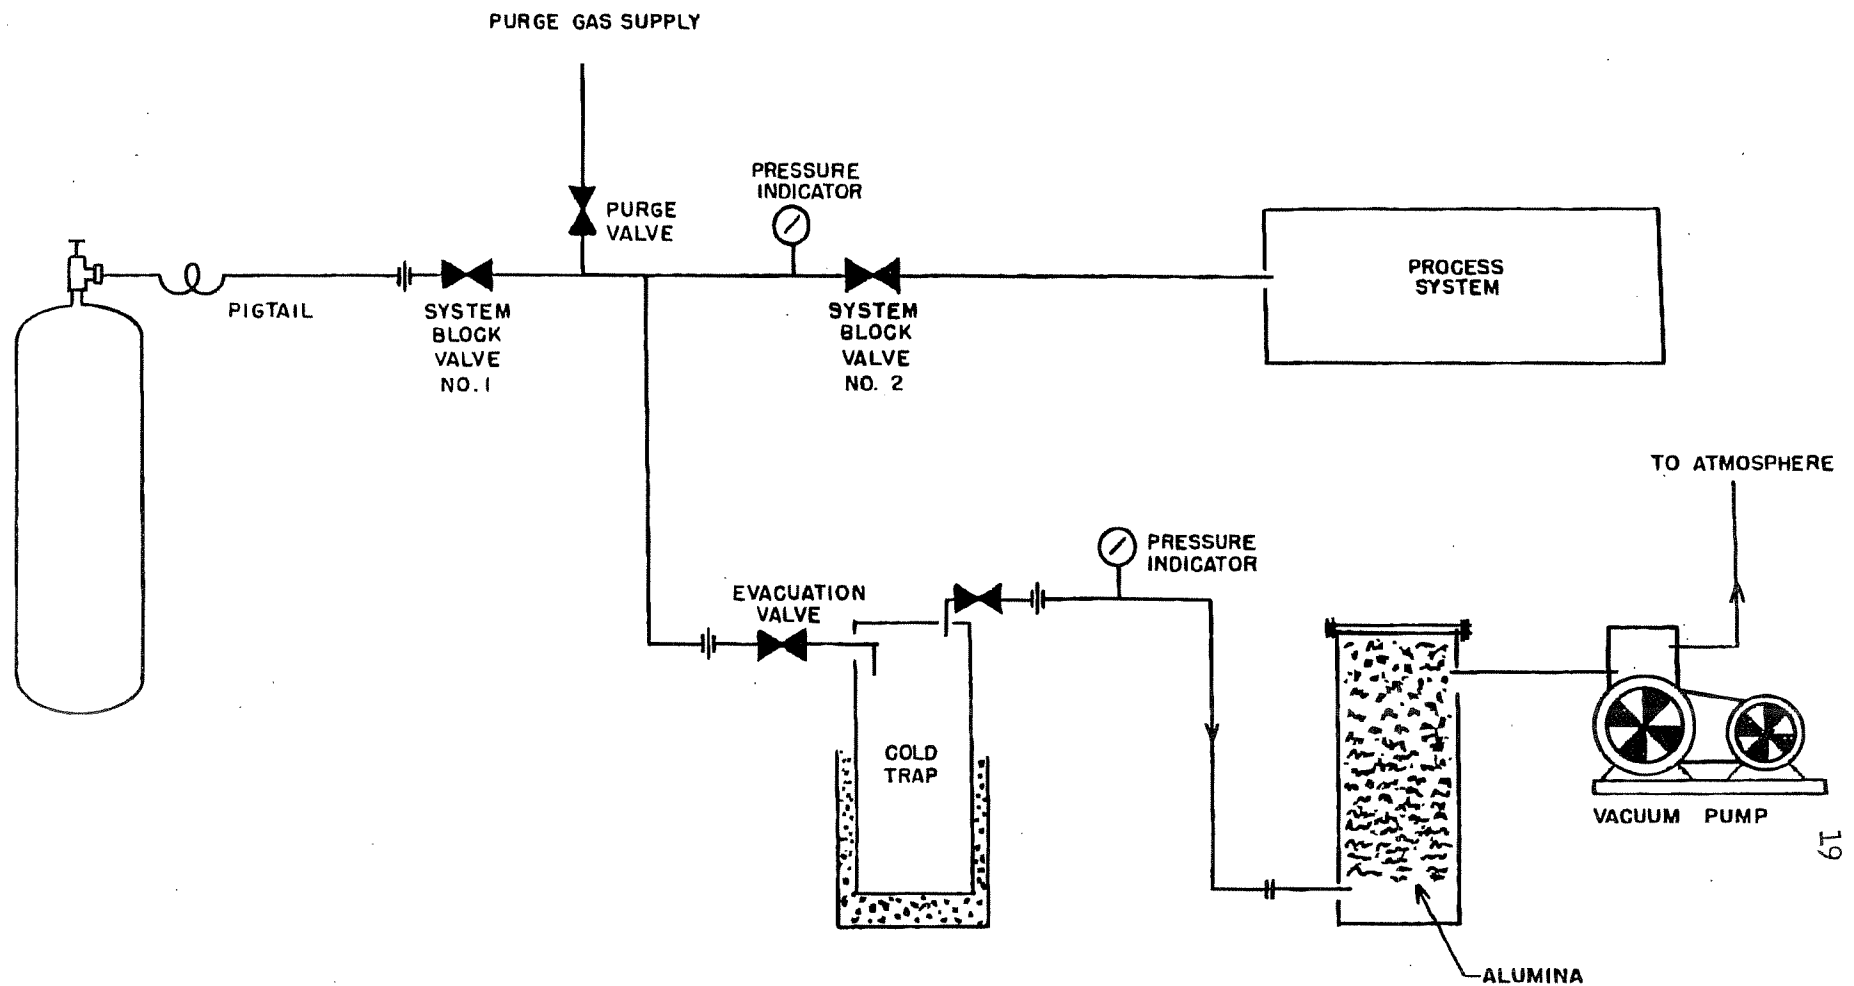 PURGE GAS SUPPLY
PRESSURE
INDICATOR
PURGE
VALVE
PROCESS
SYSTEM
PIGTAIL
SYSTEM
BLOCK
VALVE
NO. 1
SYSTEM
BLOCK
VALVE
NO. 2
TO ATMOSPHERE
PRESSURE
INDICATOR
EVACUATION
VALVE
COLD
TRAP
VACUUM PUMP
19
ALUMINA